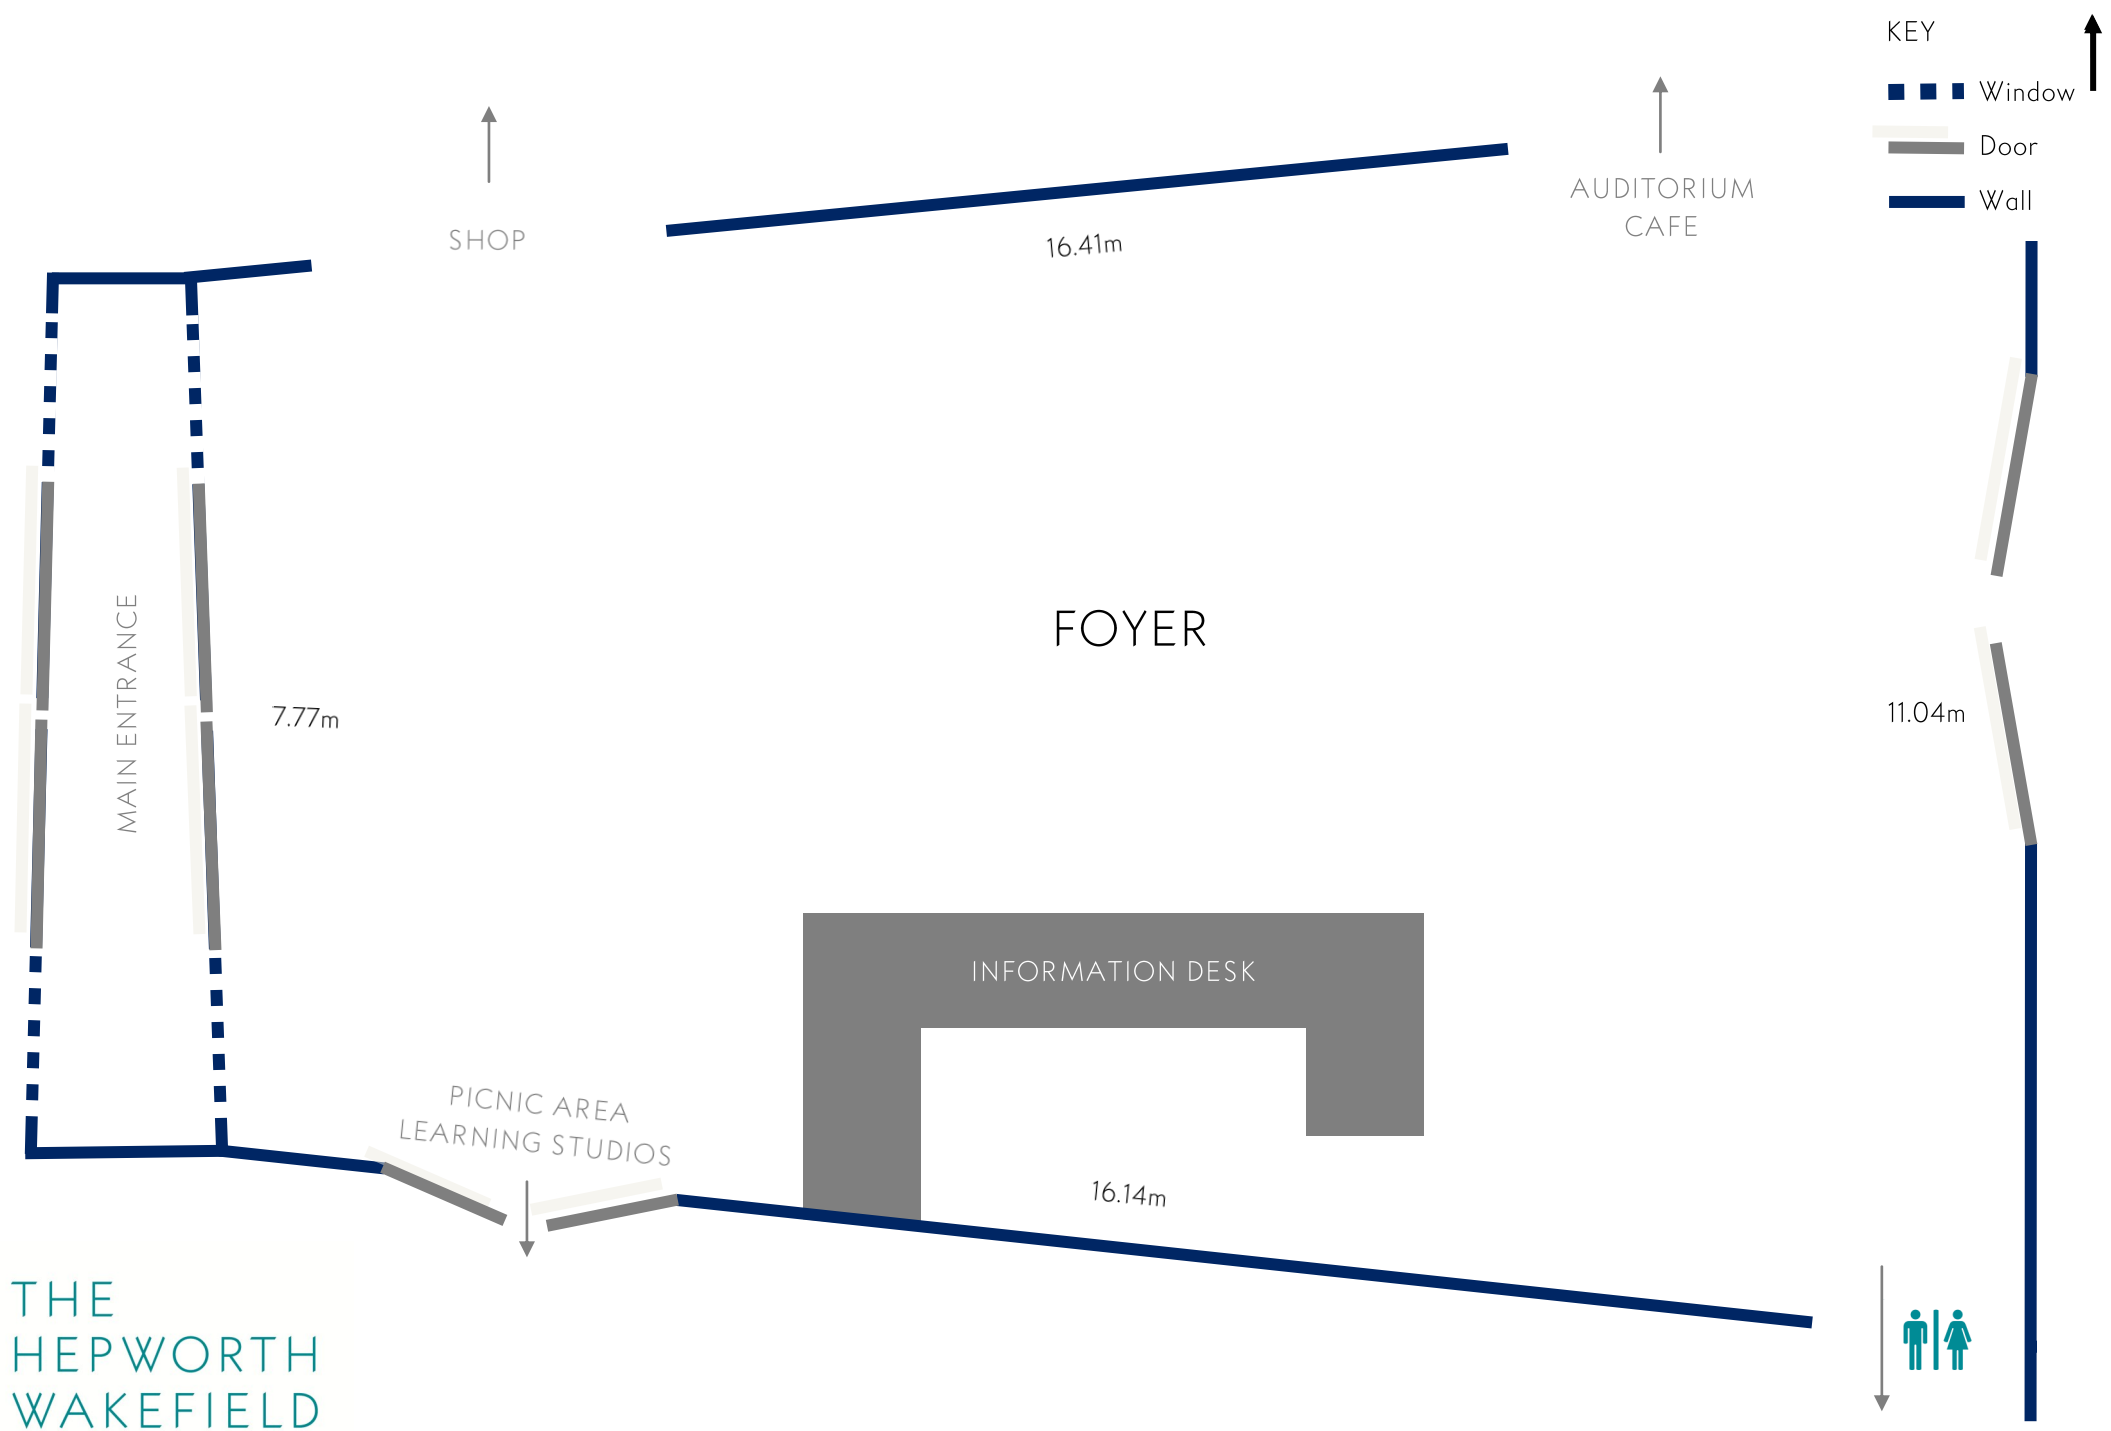 KEY
Window
Door
Wall
SHOP
AUDITORIUM
CAFE
16.41m
MAIN ENTRANCE
7.77m
FOYER
11.04m
INFORMATION DESK
PICNIC AREA
LEARNING STUDIOS
16.14m
THE
HEPWORTH
WAKEFIELD